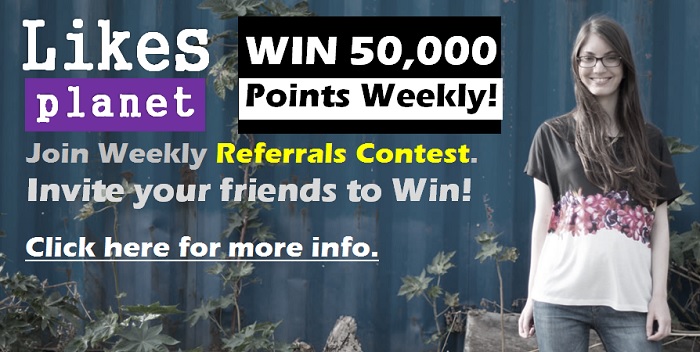 Likes
planet
WIN 50,000
Points Weekly!
Join Weekly Referrals Contest.
Invite your friends to Win!
Click here for more info.